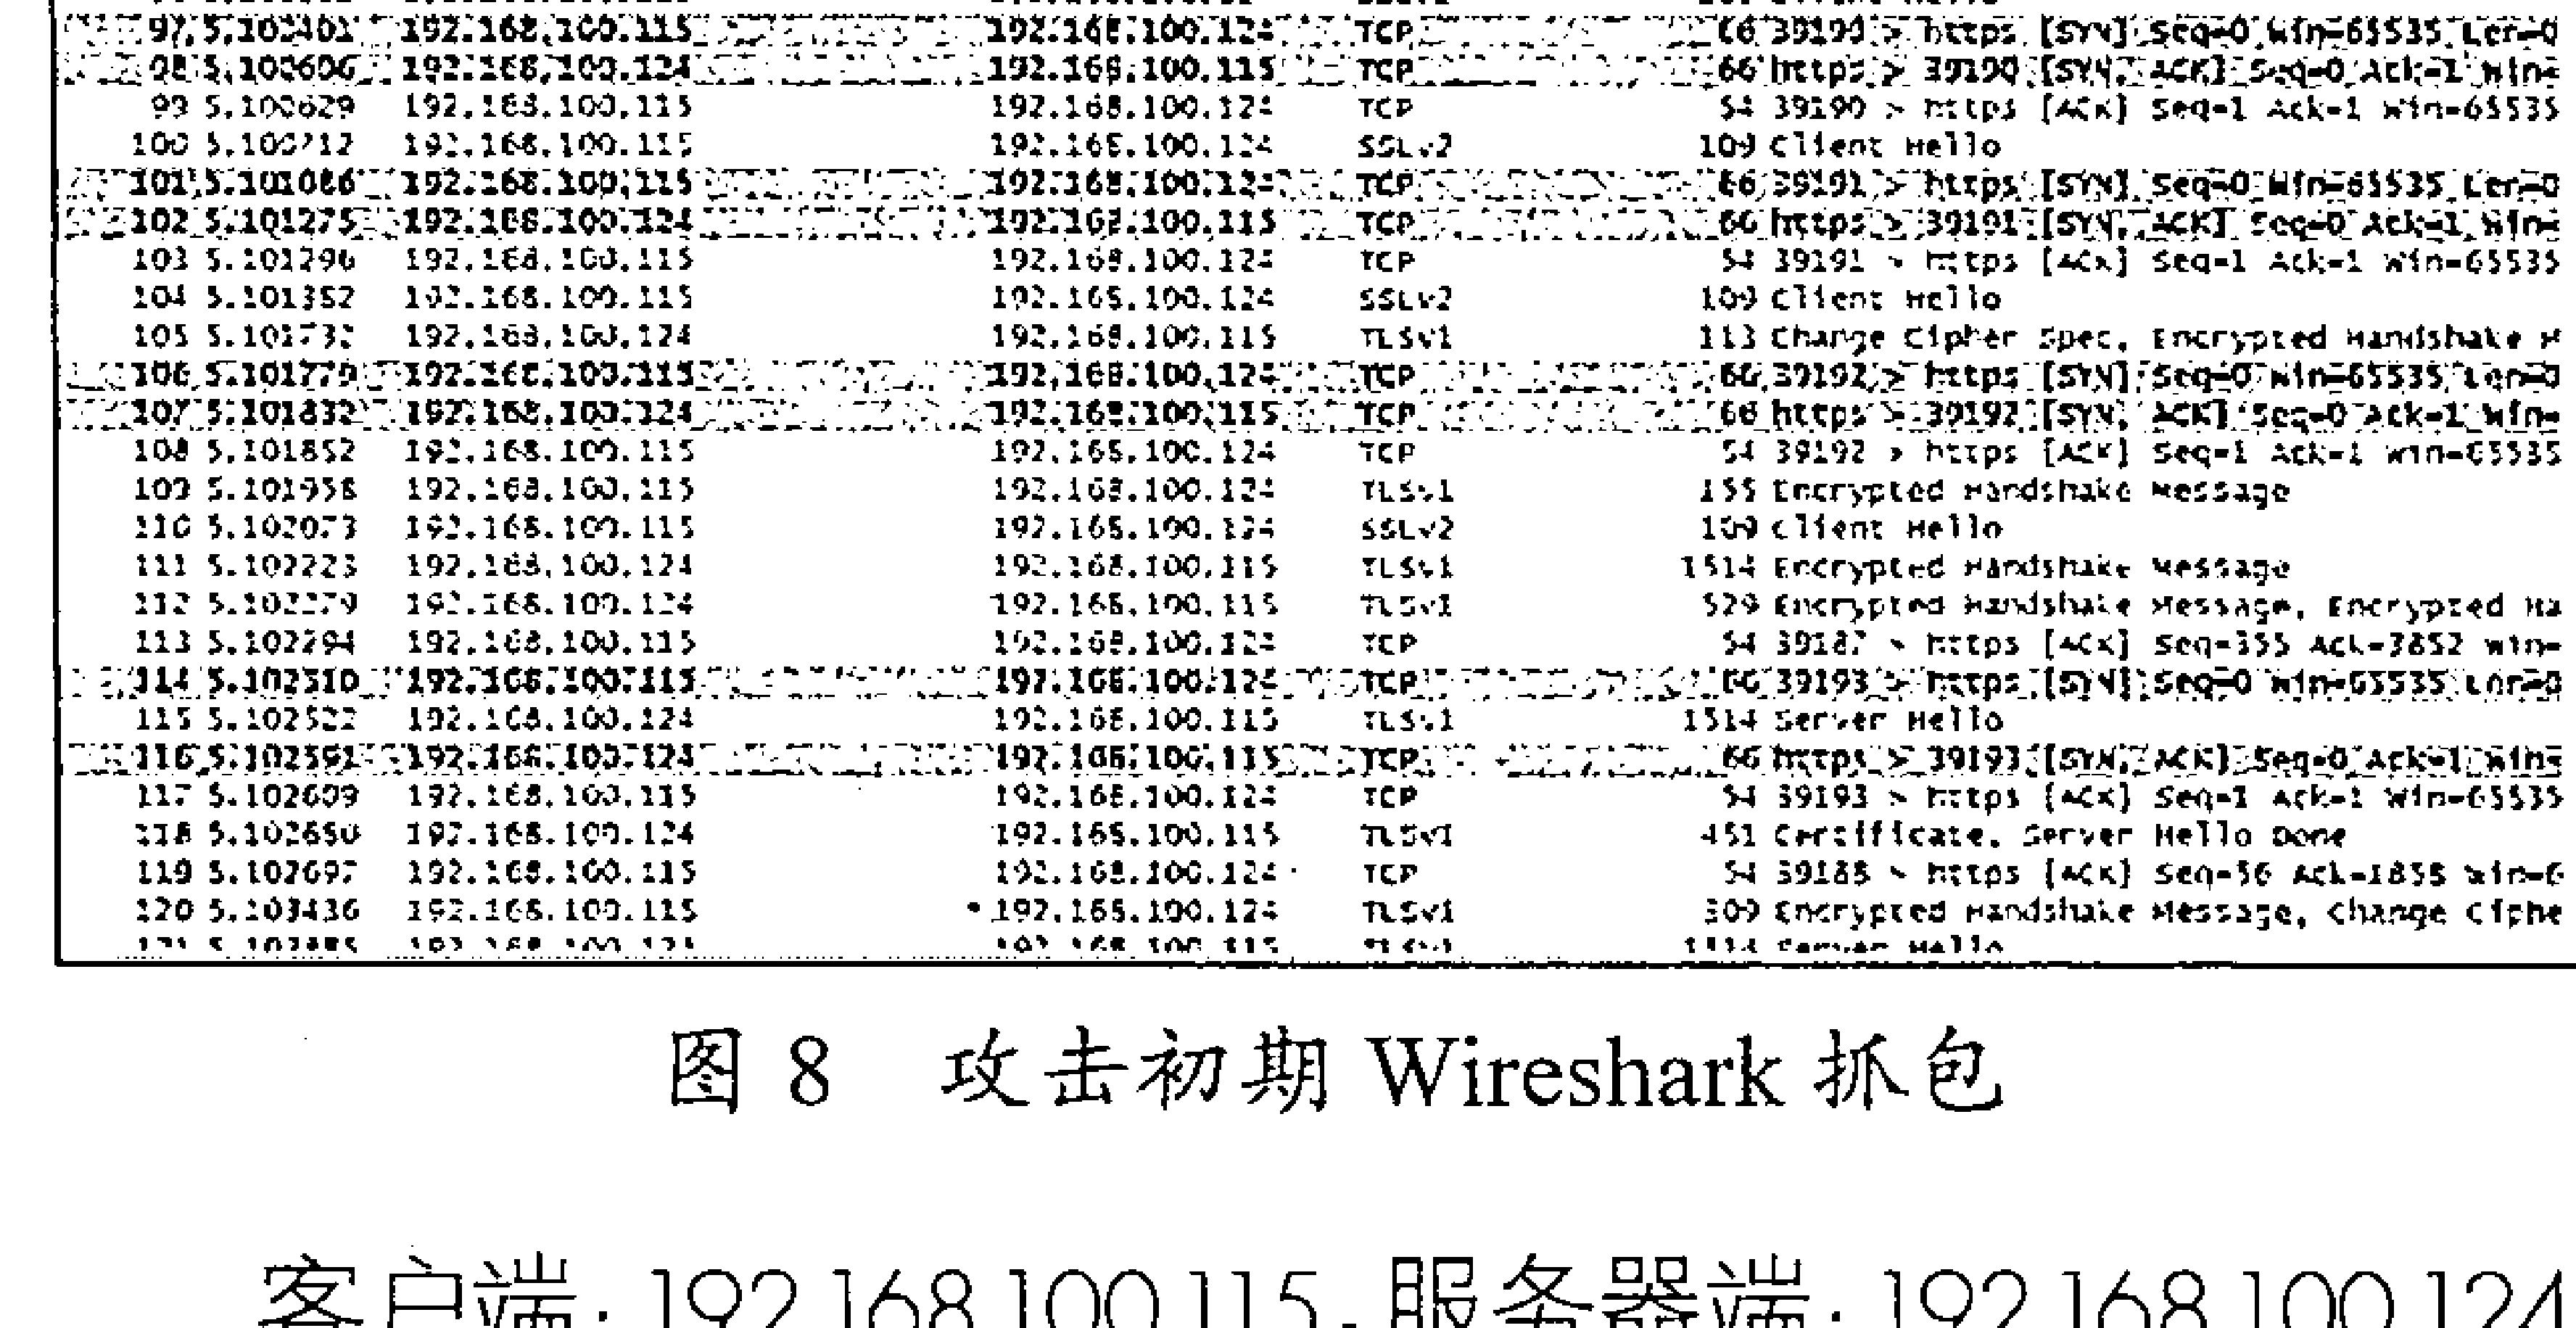 97 192.168.100.115 192.168.100.124 TCP 66 39190 > https [SYN] Seq=0 Win=65535 Len=0
98 5.100606 192.168.100.124 192.168.100.115 TCP 66 https > 39190 [SYN, ACK] Seq=0 Ack=1 Win=
99 5.100629 192.168.100.115 192.168.100.124 TCP 54 39190 > https [ACK] Seq=1 Ack=1 Win=65535
100 5.100712 192.168.100.115 192.168.100.124 SSLv2 109 Client Hello
101 5.101086 192.168.100.115 192.168.100.124 TCP 66 39191 > https [SYN] Seq=0 Win=65535 Len=0
102 5.101275 192.168.100.124 192.168.100.115 TCP 66 https > 39191 [SYN, ACK] Seq=0 Ack=1 Win=
103 5.101296 192.168.100.115 192.168.100.124 TCP 54 39191 > https [ACK] Seq=1 Ack=1 Win=65535
104 5.101382 192.168.100.115 192.168.100.124 SSLv2 109 Client Hello
105 5.101732 192.168.100.124 192.168.100.115 TLSv1 113 Change Cipher Spec, Encrypted Handshake M
106 5.101779 192.168.100.115 192.168.100.124 TCP 66 39192 > https [SYN] Seq=0 Win=65535 Len=0
107 5.101832 192.168.100.124 192.168.100.115 TCP 66 https > 39192 [SYN, ACK] Seq=0 Ack=1 Win=
108 5.101852 192.168.100.115 192.168.100.124 TCP 54 39192 > https [ACK] Seq=1 Ack=1 Win=65535
109 5.101958 192.168.100.115 192.168.100.124 TLSv1 155 Encrypted Handshake Message
110 5.102073 192.168.100.115 192.168.100.124 SSLv2 109 Client Hello
111 5.102223 192.168.100.124 192.168.100.115 TLSv1 1514 Encrypted Handshake Message
112 5.102279 192.168.100.124 192.168.100.115 TLSv1 529 Encrypted Handshake Message, Encrypted Ha
113 5.102294 192.168.100.115 192.168.100.124 TCP 54 39187 > https [ACK] Seq=355 Ack=3852 Win=
114 5.102310 192.168.100.115 192.168.100.124 TCP 66 39193 > https [SYN] Seq=0 Win=65535 Len=0
115 5.102522 192.168.100.124 192.168.100.115 TLSv1 1514 Server Hello
116 5.102591 192.168.100.124 192.168.100.115 TCP 66 https > 39193 [SYN, ACK] Seq=0 Ack=1 Win=
117 5.102609 192.168.100.115 192.168.100.124 TCP 54 39193 > https [ACK] Seq=1 Ack=1 Win=65535
118 5.102650 192.168.100.124 192.168.100.115 TLSv1 451 Certificate, Server Hello Done
119 5.102697 192.168.100.115 192.168.100.124 TCP 54 39188 > https [ACK] Seq=56 Ack=1858 Win=6
120 5.103436 192.168.100.115 192.168.100.124 TLSv1 309 Encrypted Handshake Message, Change Ciphe
图 8 攻击初期 Wireshark 抓包
客户端: 192.168.100.115, 服务器端: 192.168.100.124